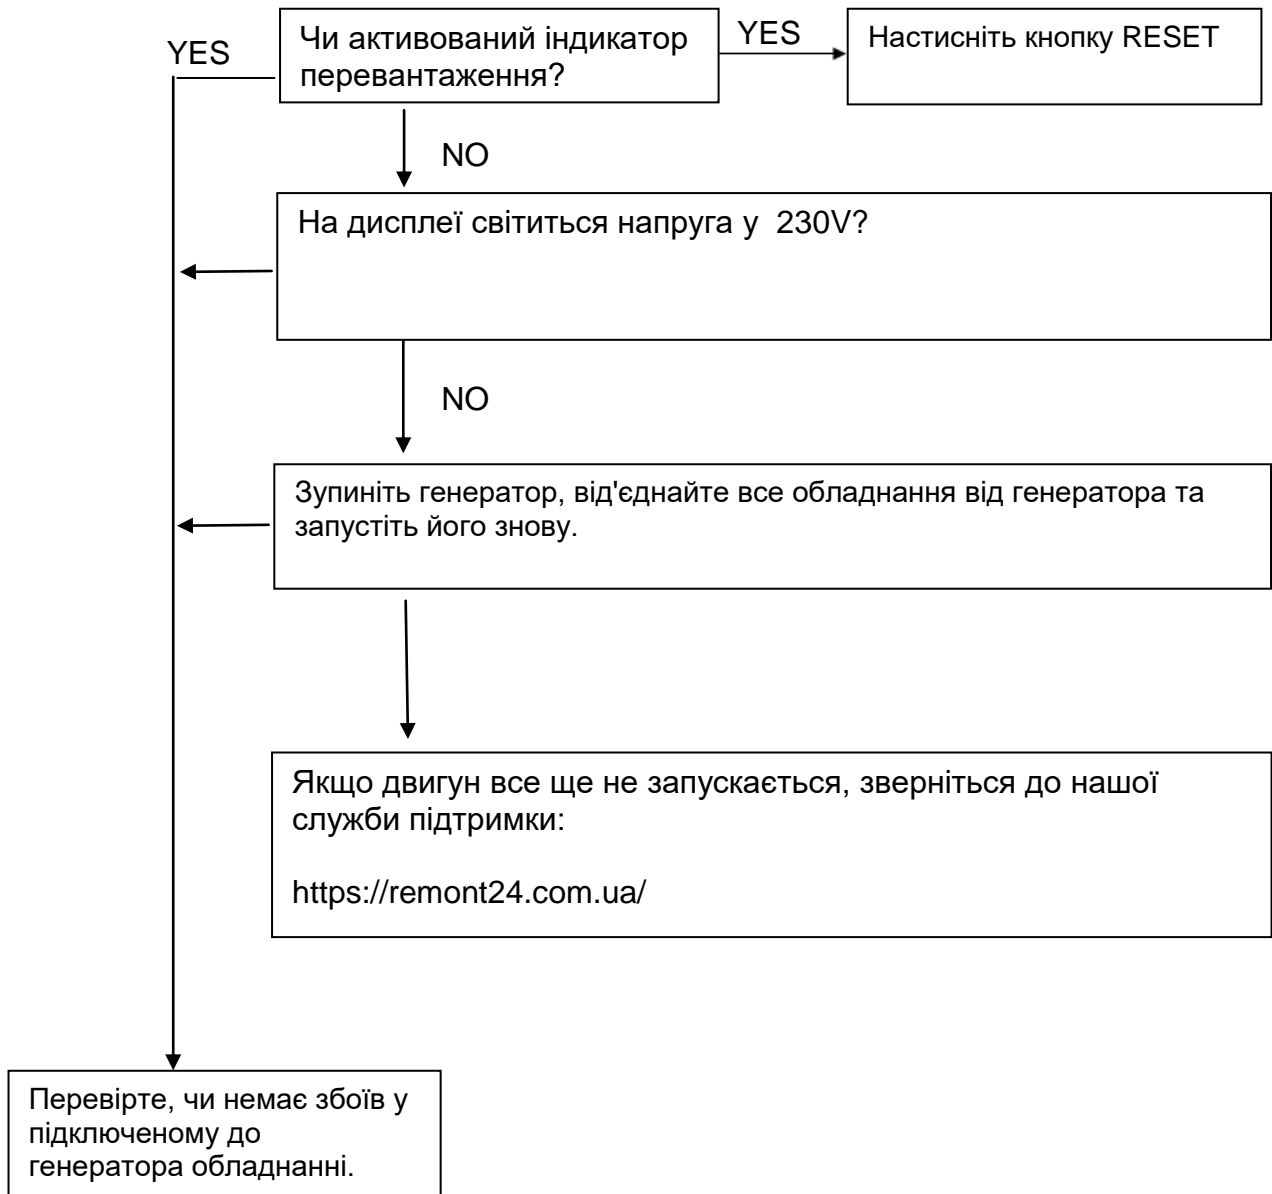 YES
Чи активований індикатор
перевантаження?
YES
Настисніть кнопку RESET
NO
На дисплеї світиться напруга у 230V?
NO
Зупиніть генератор, від'єднайте все обладнання від генератора та
запустіть його знову.
Якщо двигун все ще не запускається, зверніться до нашої
служби підтримки:
https://remont24.com.ua/
Перевірте, чи немає збоїв у
підключеному до
генератора обладнанні.